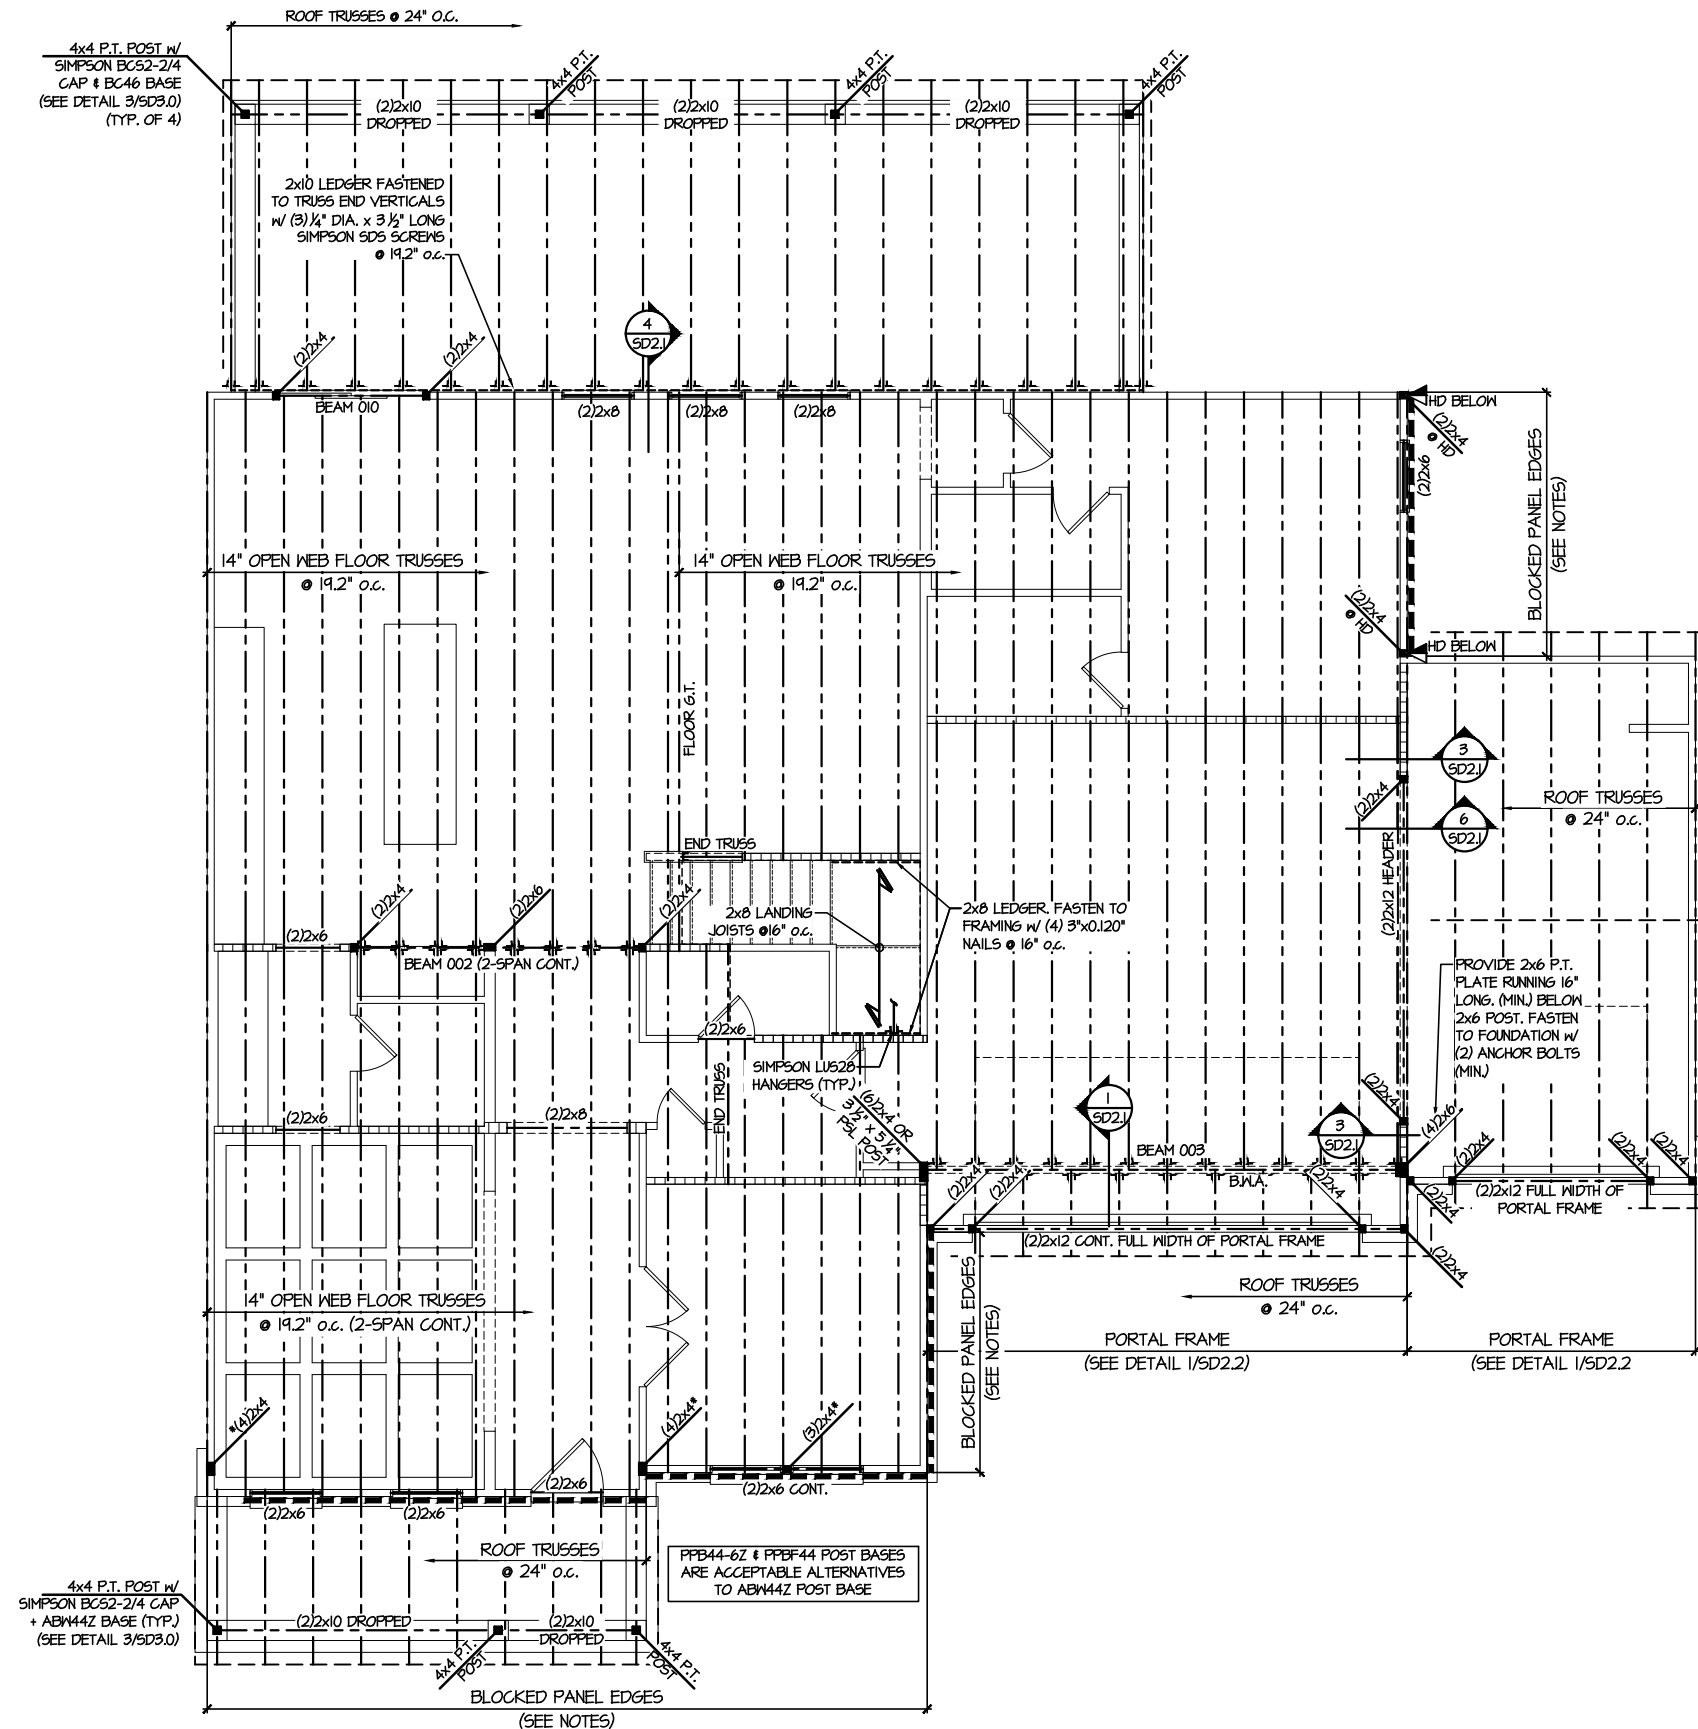 ROOF TRUSSES @ 24" O.C.
4x4 P.T. POST W/
SIMPSON BCS2-2/4
CAP & BC46 BASE
(SEE DETAIL 3/SD3.0)
(TYP. OF 4)
4x4 P.T.
POST
4x4 P.T.
POST
4x4 P.T.
POST
(2)2x10
DROPPED
(2)2x10
DROPPED
(2)2x10
DROPPED
2x10 LEDGER FASTENED
TO TRUSS END VERTICALS
W/ (3) 1/4" DIA. x 3 1/2" LONG
SIMPSON SDS SCREWS
@ 19.2" O.C.
4
SD2.1
(2)2x4
(2)2x4
BEAM 010
(2)2x8
(2)2x8
(2)2x8
HD BELOW
(2)2x4
@ HD
(2)2x6
BLOCKED PANEL EDGES
(SEE NOTES)
14" OPEN WEB FLOOR TRUSSES
@ 19.2" O.C.
14" OPEN WEB FLOOR TRUSSES
@ 19.2" O.C.
(2)2x4
@ HD
HD BELOW
FLOOR G.T.
3
SD2.1
(2)2x4
6
SD2.1
ROOF TRUSSES
@ 24" O.C.
END TRUSS
(2)2x12 HEADER
(2)2x4
(2)2x6
(2)2x4
2x8 LANDING
JOISTS @16" O.C.
2x8 LEDGER. FASTEN TO
FRAMING W/ (4) 3"x0.120"
NAILS @ 16" O.C.
(2)2x6
BEAM 002 (2-SPAN CONT.)
PROVIDE 2x6 P.T.
PLATE RUNNING 16"
LONG. (MIN.) BELOW
2x6 POST. FASTEN
TO FOUNDATION W/
(2) ANCHOR BOLTS
(MIN.)
(2)2x6
END TRUSS
SIMPSON LUS28
HANGERS (TYP.)
(6)2x4 OR
3 1/2" x 5 1/4"
PSL POST
1
SD2.1
(2)2x4
3
SD2.1
(4)2x6
(2)2x6
(2)2x8
BEAM 003
B.W.A.
(2)2x4
(2)2x4
(2)2x4
(2)2x4
(2)2x4
(2)2x4
(2)2x12 FULL WIDTH OF
PORTAL FRAME
(2)2x4
(2)2x12 CONT. FULL WIDTH OF PORTAL FRAME
(2)2x4
BLOCKED PANEL EDGES
(SEE NOTES)
ROOF TRUSSES
@ 24" O.C.
14" OPEN WEB FLOOR TRUSSES
@ 19.2" O.C. (2-SPAN CONT.)
PORTAL FRAME
(SEE DETAIL 1/SD2.2)
PORTAL FRAME
(SEE DETAIL 1/SD2.2
*(4)2x4
(4)2x4*
(3)2x4*
(2)2x6
(2)2x6 CONT.
(2)2x6
(2)2x6
ROOF TRUSSES
@ 24" O.C.
PPB44-6Z & PPBF44 POST BASES
ARE ACCEPTABLE ALTERNATIVES
TO ABW44Z POST BASE
4x4 P.T. POST W/
SIMPSON BCS2-2/4 CAP
+ ABW44Z BASE (TYP.)
(SEE DETAIL 3/SD3.0)
(2)2x10 DROPPED
(2)2x10
DROPPED
4x4 P.T.
POST
4x4 P.T.
POST
BLOCKED PANEL EDGES
(SEE NOTES)